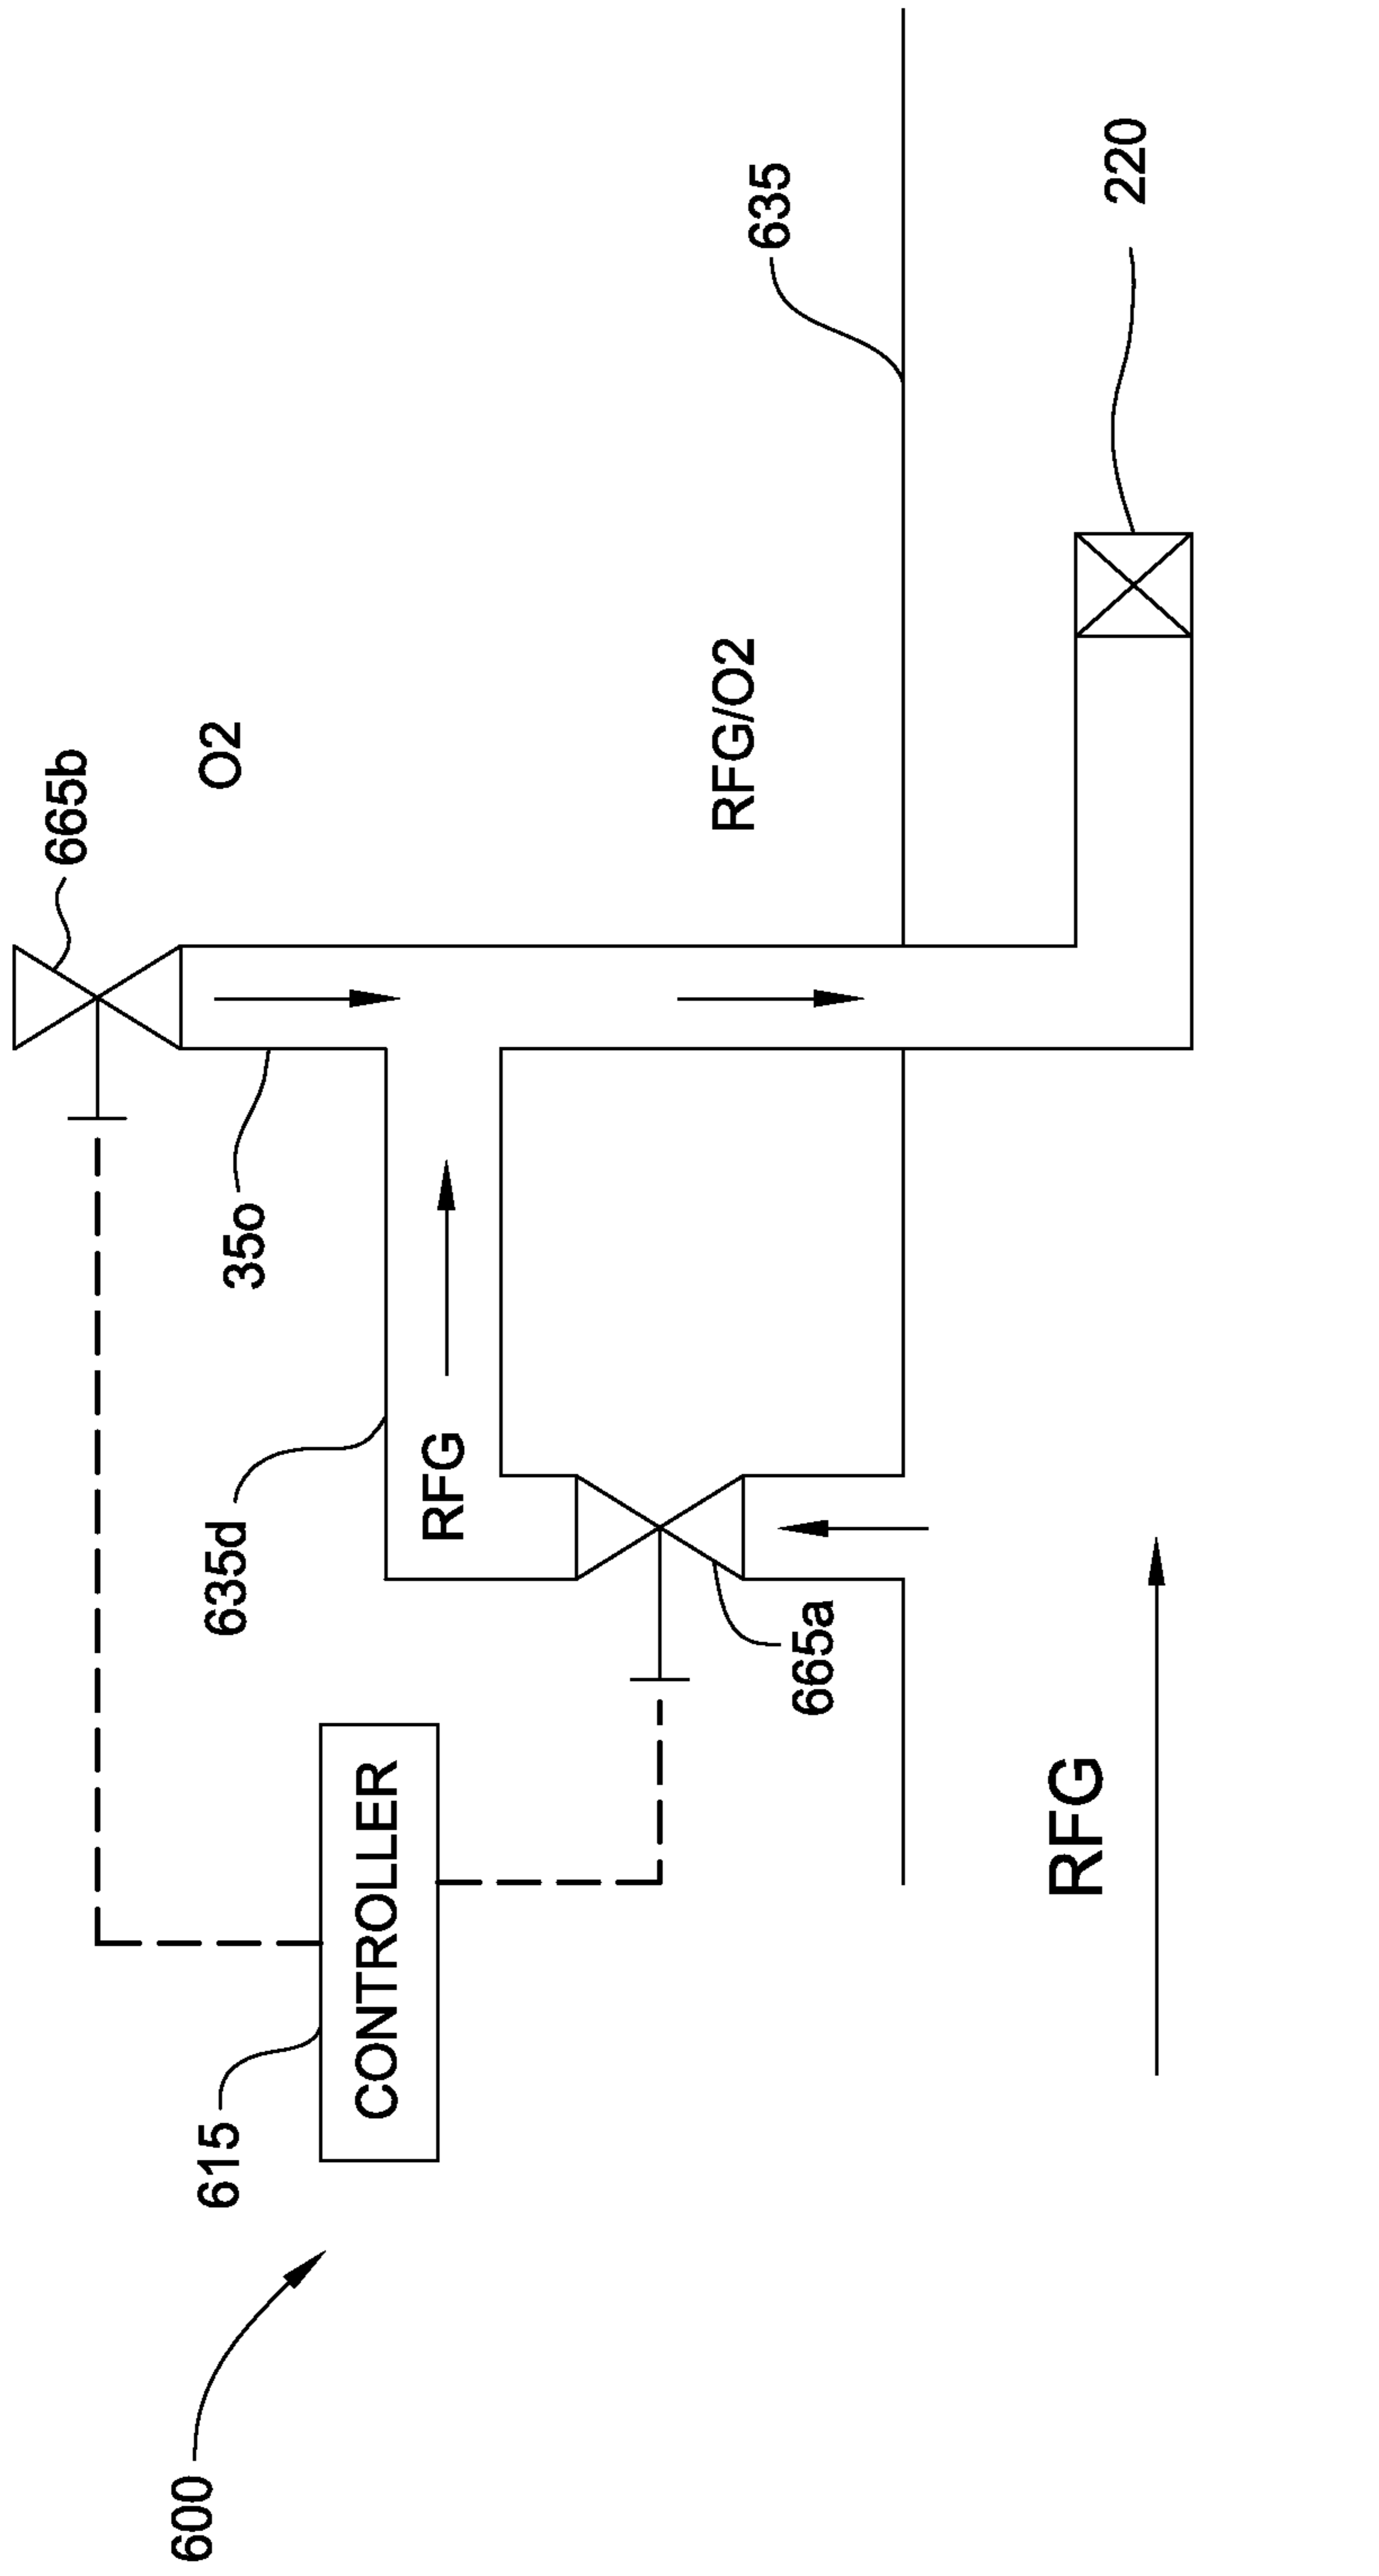 600
615
CONTROLLER
635d
RFG
35o
665b
O2
665a
RFG/O2
635
RFG
220